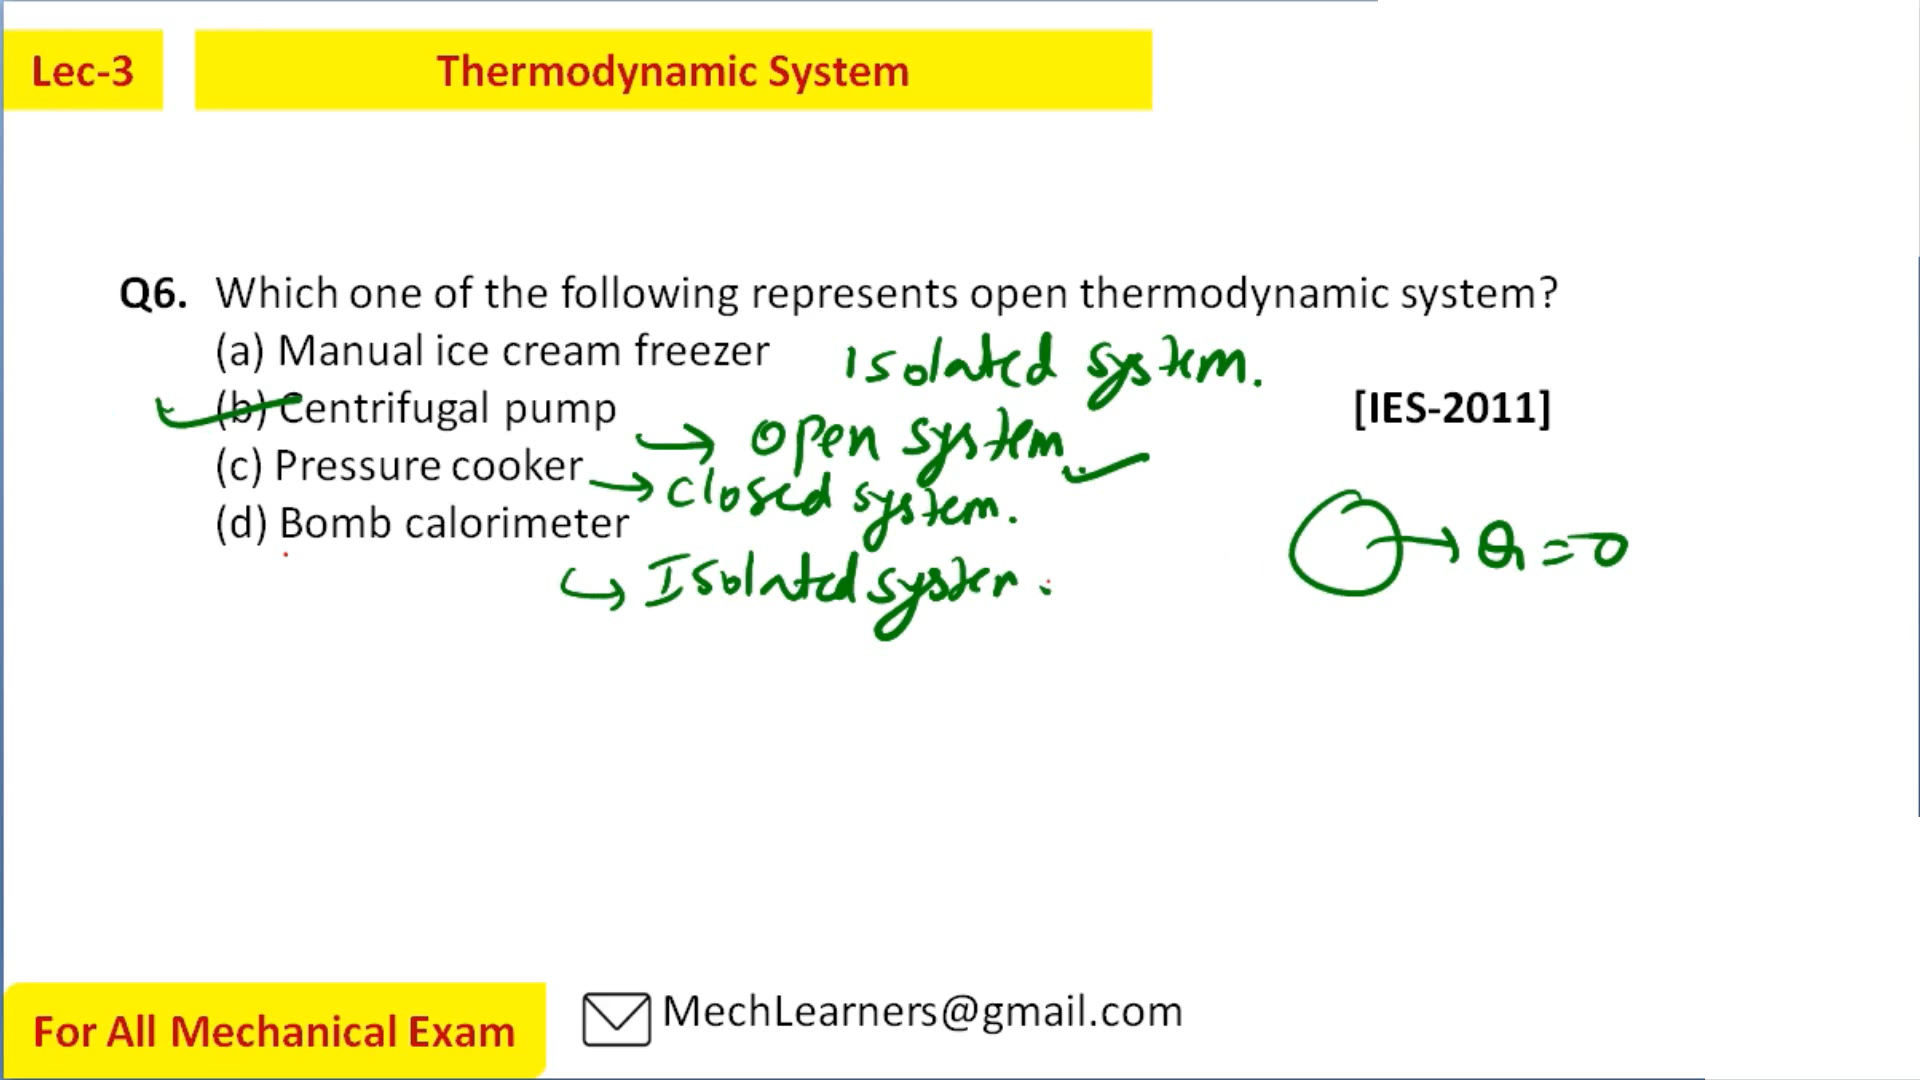 Lec-3
Thermodynamic System
Q6. Which one of the following represents open thermodynamic system?
(a) Manual ice cream freezer
Isolated system.
(b) Centrifugal pump
[IES-2011]
→ open system
(c) Pressure cooker
→ closed system.
(d) Bomb calorimeter
→ Q = 0
↪ Isolated system.
For All Mechanical Exam
MechLearners@gmail.com